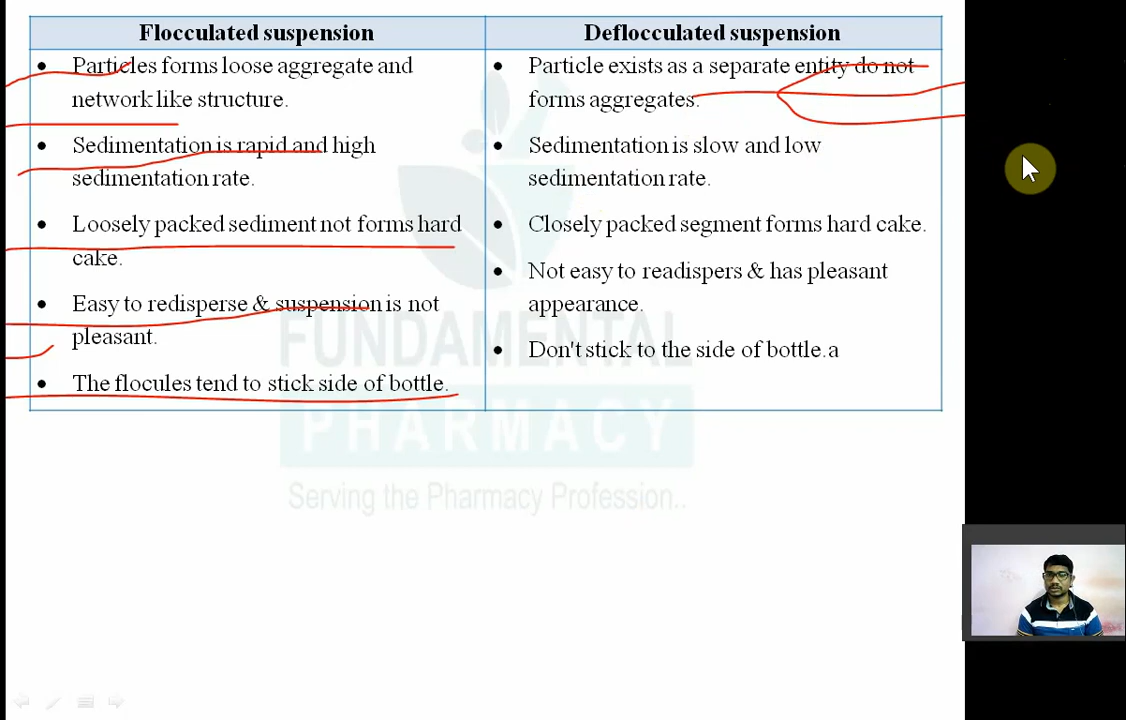 Flocculated suspension
Deflocculated suspension
• Particles forms loose aggregate and
network like structure.
• Sedimentation is rapid and high
sedimentation rate.
• Loosely packed sediment not forms hard
cake.
• Easy to redisperse & suspension is not
pleasant.
• The flocules tend to stick side of bottle.
• Particle exists as a separate entity do not
forms aggregates.
• Sedimentation is slow and low
sedimentation rate.
• Closely packed segment forms hard cake.
• Not easy to readispers & has pleasant
appearance.
• Don't stick to the side of bottle.a
FUNDAMENTAL
PHARMACY
Serving the Pharmacy Profession..